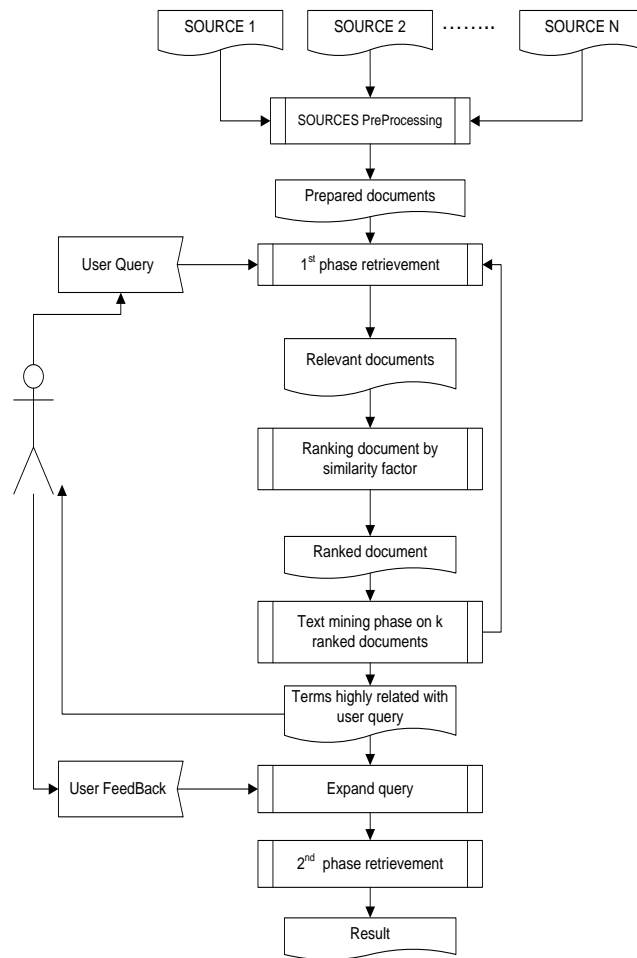 SOURCE 1
SOURCE 2
........
SOURCE N
SOURCES PreProcessing
Prepared documents
User Query
1st phase retrievement
Relevant documents
Ranking document by
similarity factor
Ranked document
Text mining phase on k
ranked documents
Terms highly related with
user query
User FeedBack
Expand query
2nd phase retrievement
Result